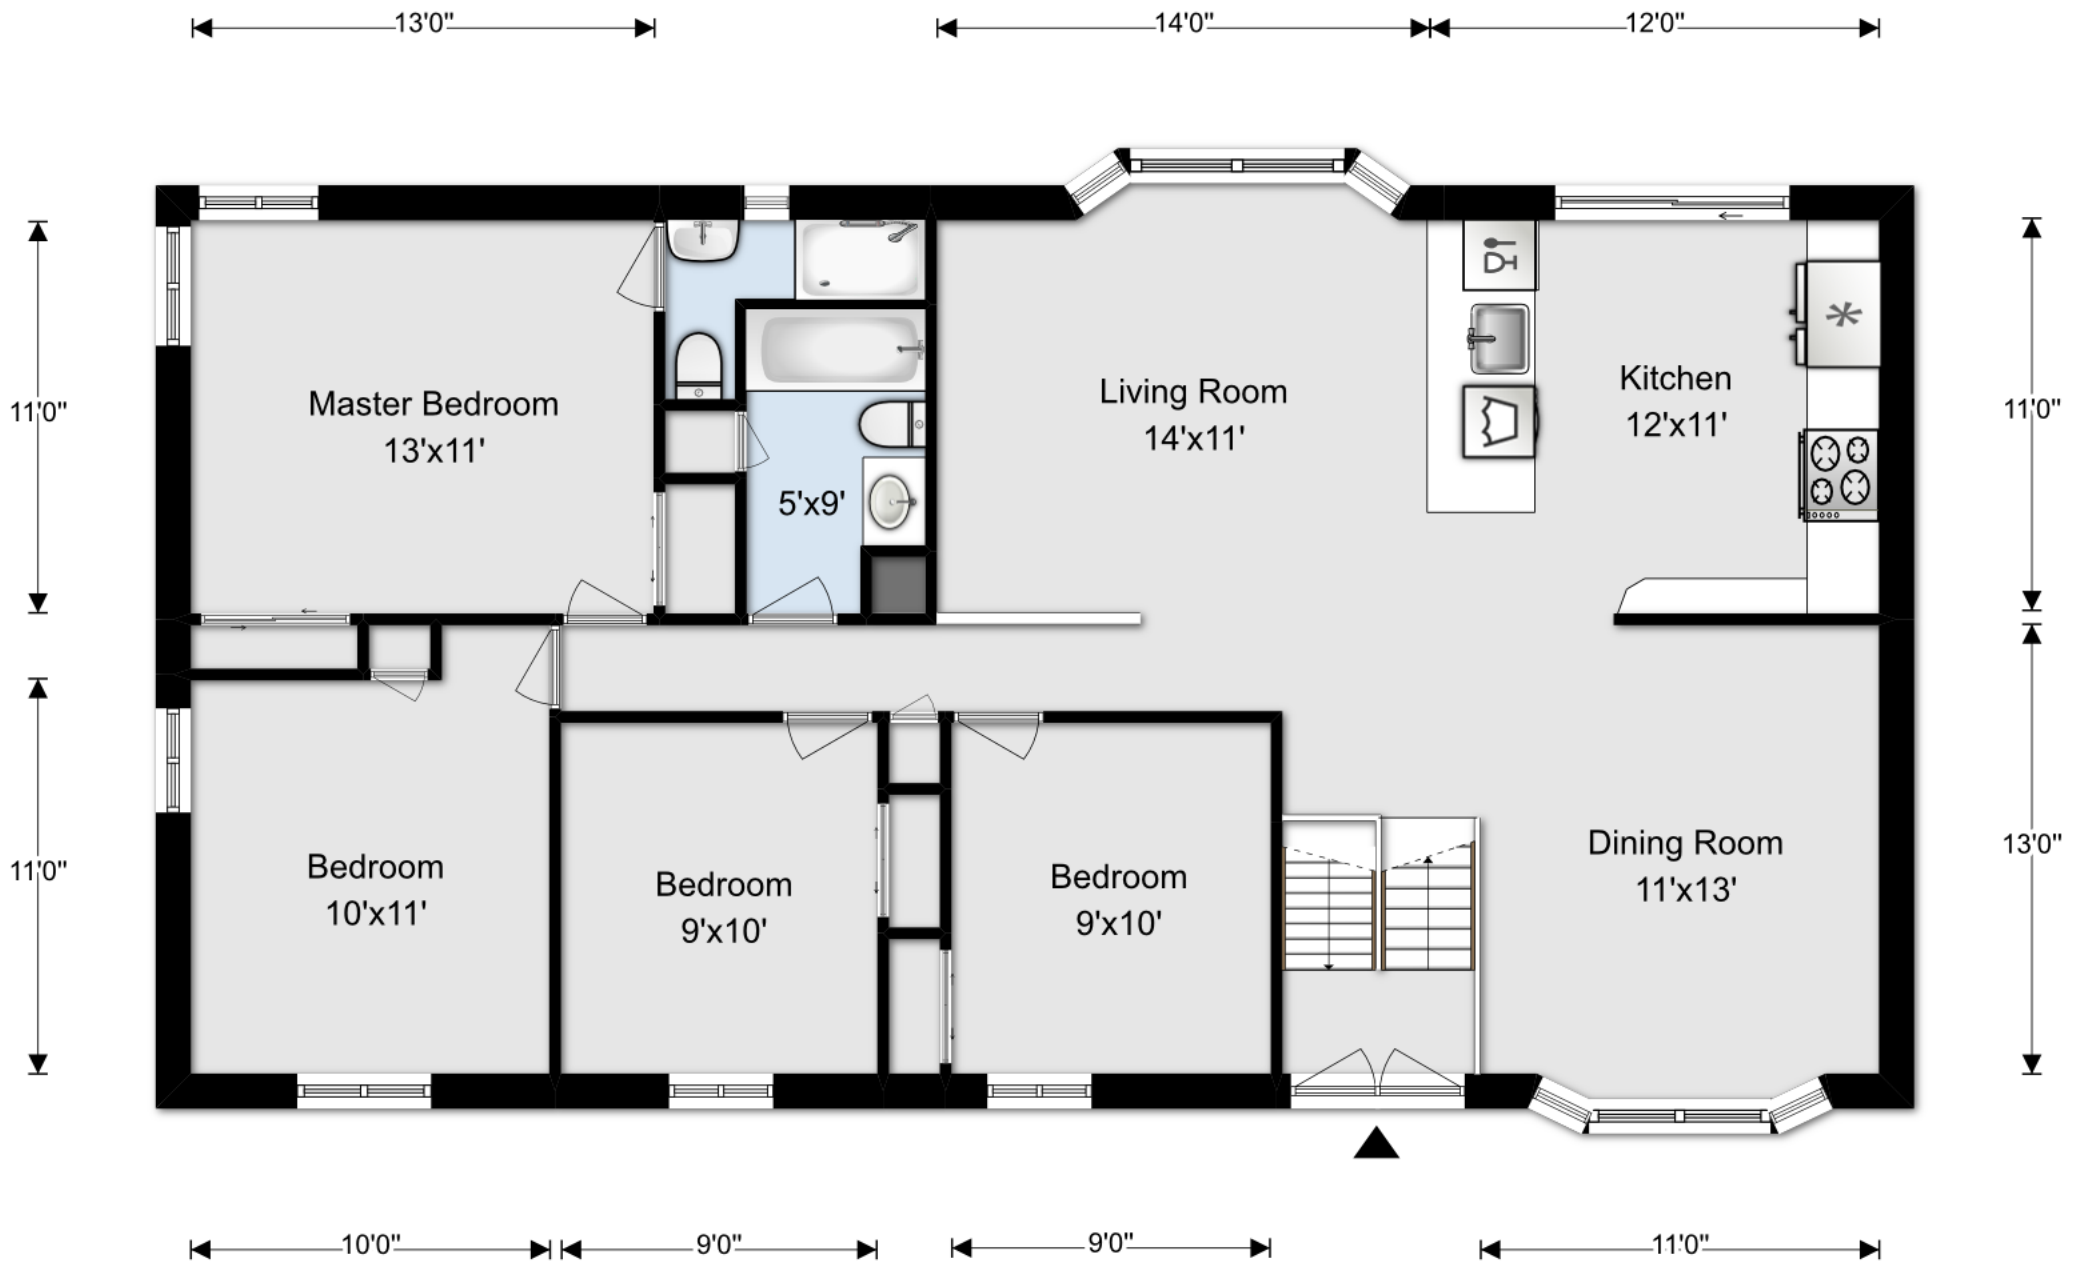 13'0"
14'0"
12'0"
11'0"
Master Bedroom
13'x11'
5'x9'
Living Room
14'x11'
Kitchen
12'x11'
11'0"
11'0"
Bedroom
10'x11'
Bedroom
9'x10'
Bedroom
9'x10'
Dining Room
11'x13'
13'0"
10'0"
9'0"
9'0"
11'0"